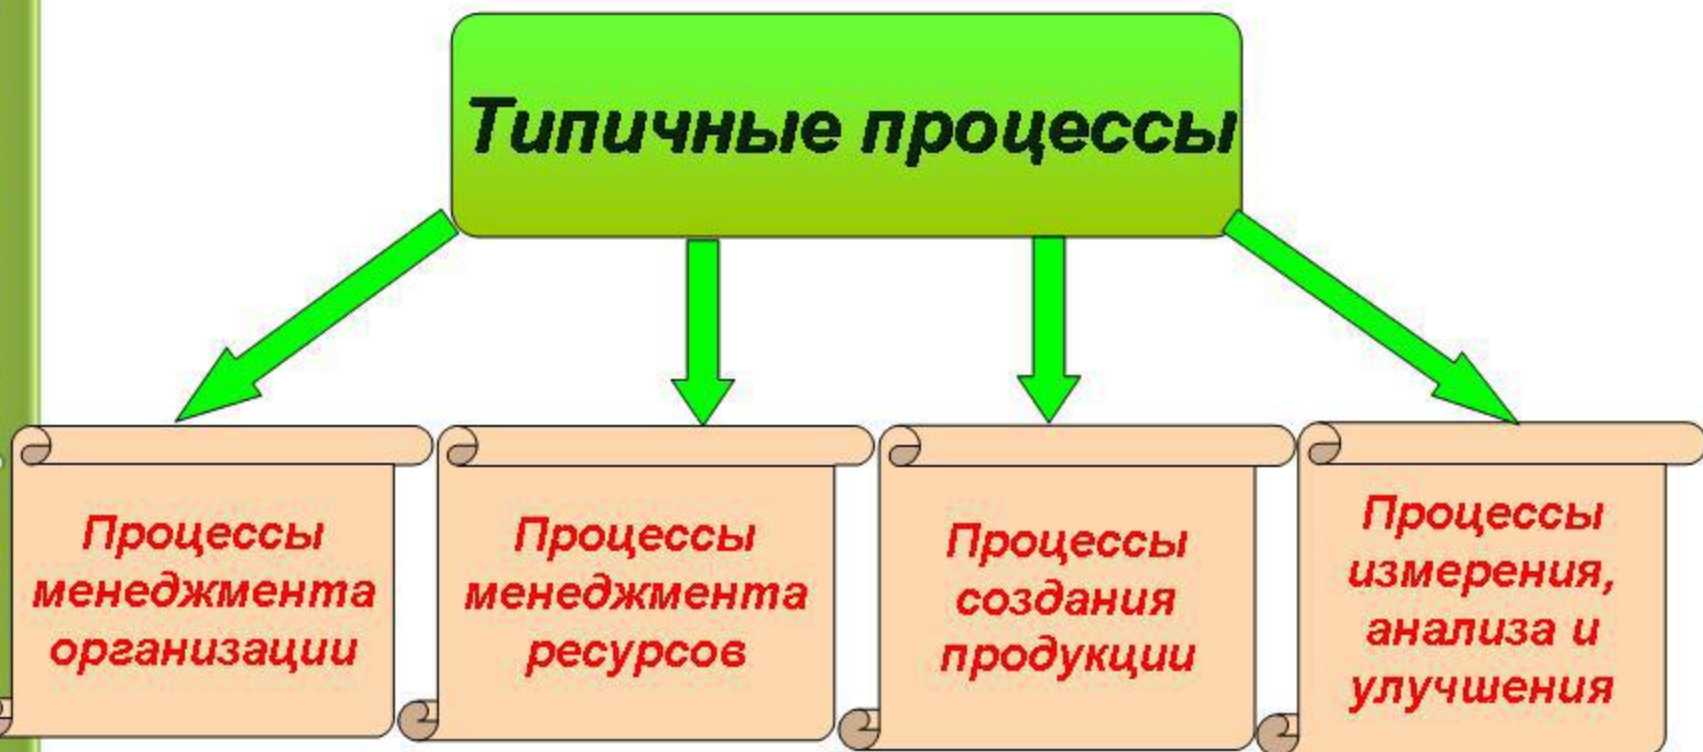 Типичные процессы
Процессы
менеджмента
организации
Процессы
менеджмента
ресурсов
Процессы
создания
продукции
Процессы
измерения,
анализа и
улучшения